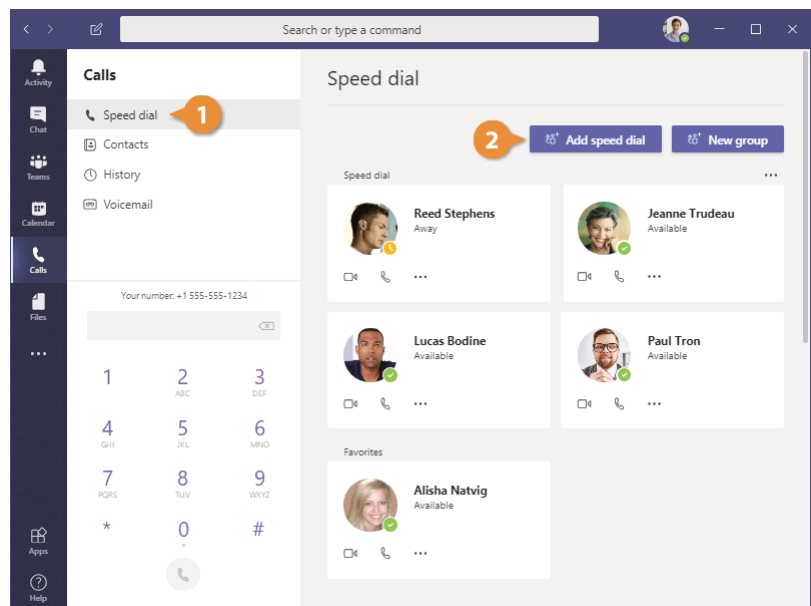 Search or type a command
Activity
Chat
Teams
Calendar
Calls
Files
Apps
Help
Calls
Speed dial
1
Contacts
History
Voicemail
Your number: +1 555-555-1234
1
2
3
ABC
DEF
4
5
6
GHI
JKL
MNO
7
8
9
PQRS
TUV
WXYZ
*
0
#
+
Speed dial
2
Add speed dial
New group
Speed dial
Reed Stephens
Away
Jeanne Trudeau
Available
Lucas Bodine
Available
Paul Tron
Available
Favorites
Alisha Natvig
Available